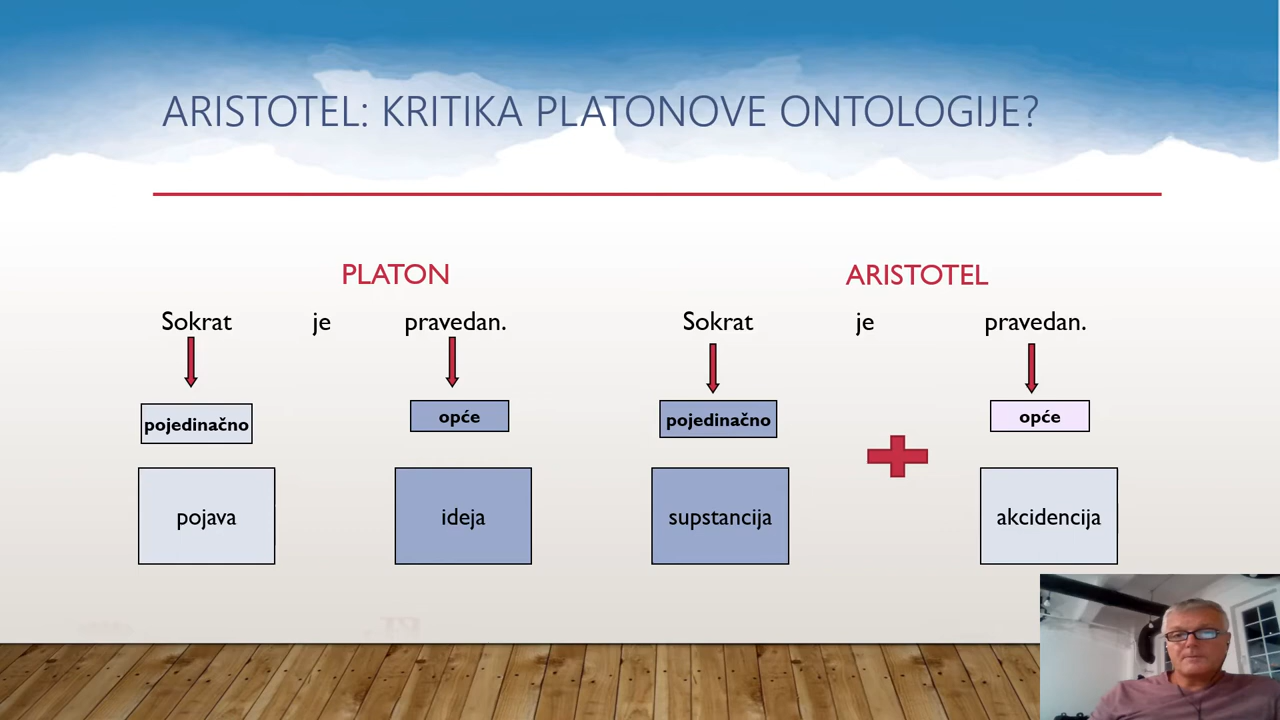 ARISTOTEL: KRITIKA PLATONOVE ONTOLOGIJE?
PLATON
Sokrat je pravedan.
pojedinačno
opće
pojava
ideja
ARISTOTEL
Sokrat je pravedan.
pojedinačno
opće
supstancija
akcidencija